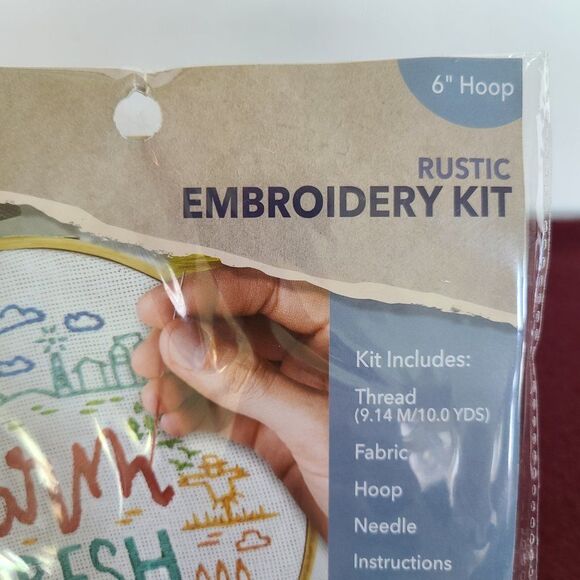 6" Hoop
RUSTIC
EMBROIDERY KIT
Kit Includes:
Thread
(9.14 M/10.0 YDS)
Fabric
Hoop
Needle
Instructions